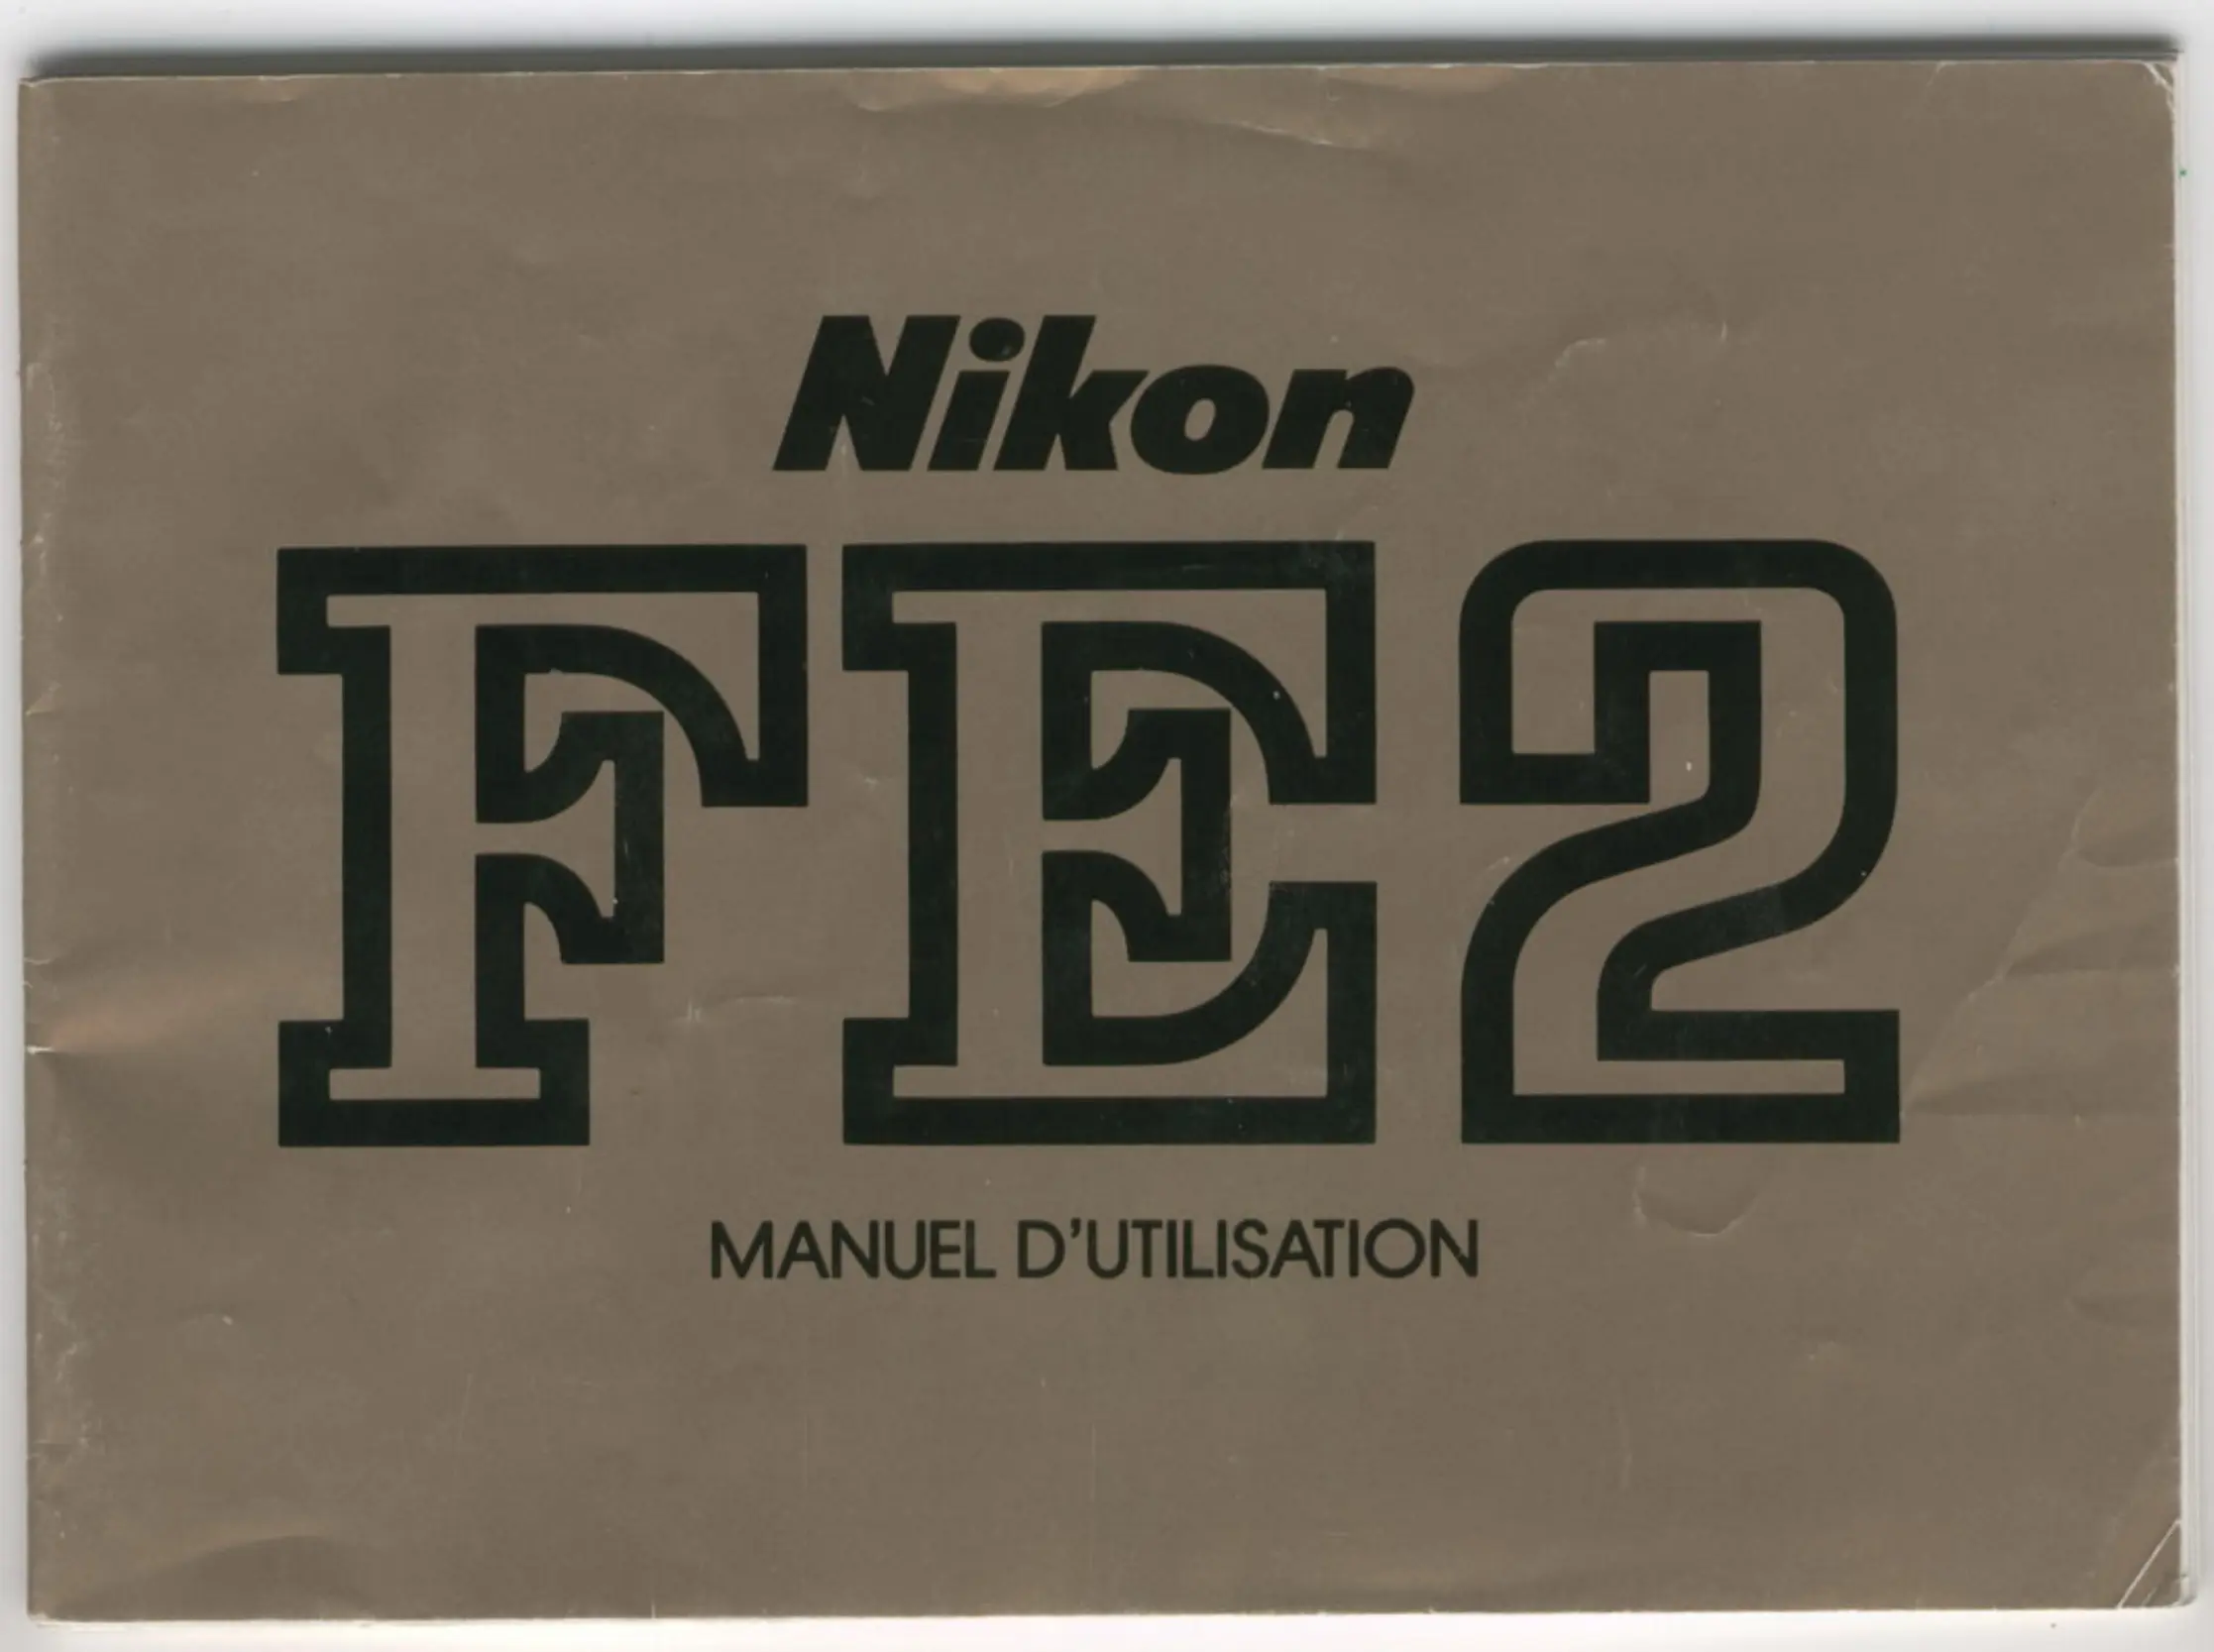 Nikon
FE2
MANUEL D'UTILISATION